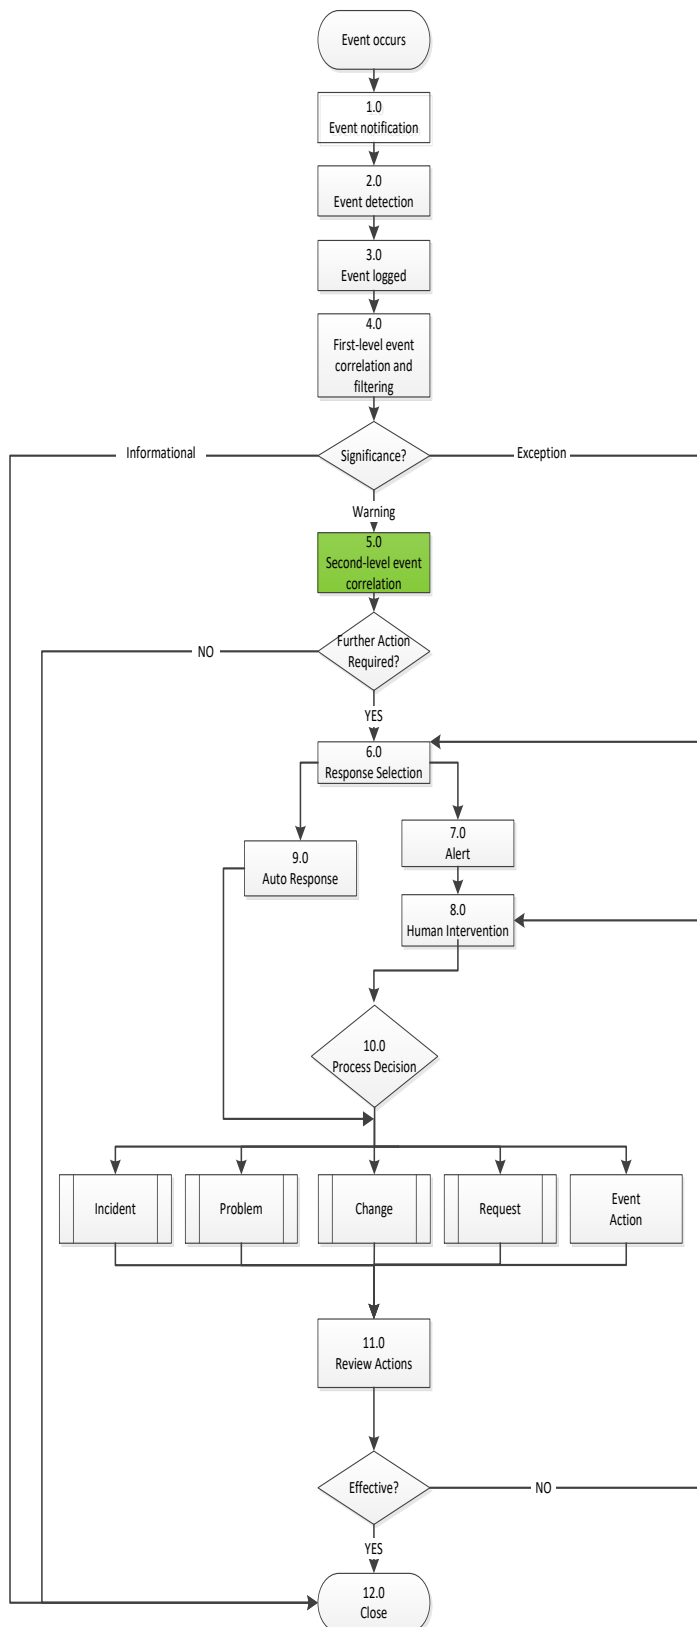 Event occurs
1.0
Event notification
2.0
Event detection
3.0
Event logged
4.0
First-level event
correlation and
filtering
Informational
Significance?
Exception
Warning
5.0
Second-level event
correlation
NO
Further Action
Required?
YES
6.0
Response Selection
7.0
Alert
9.0
Auto Response
8.0
Human Intervention
10.0
Process Decision
Incident
Problem
Change
Request
Event
Action
11.0
Review Actions
Effective?
NO
YES
12.0
Close